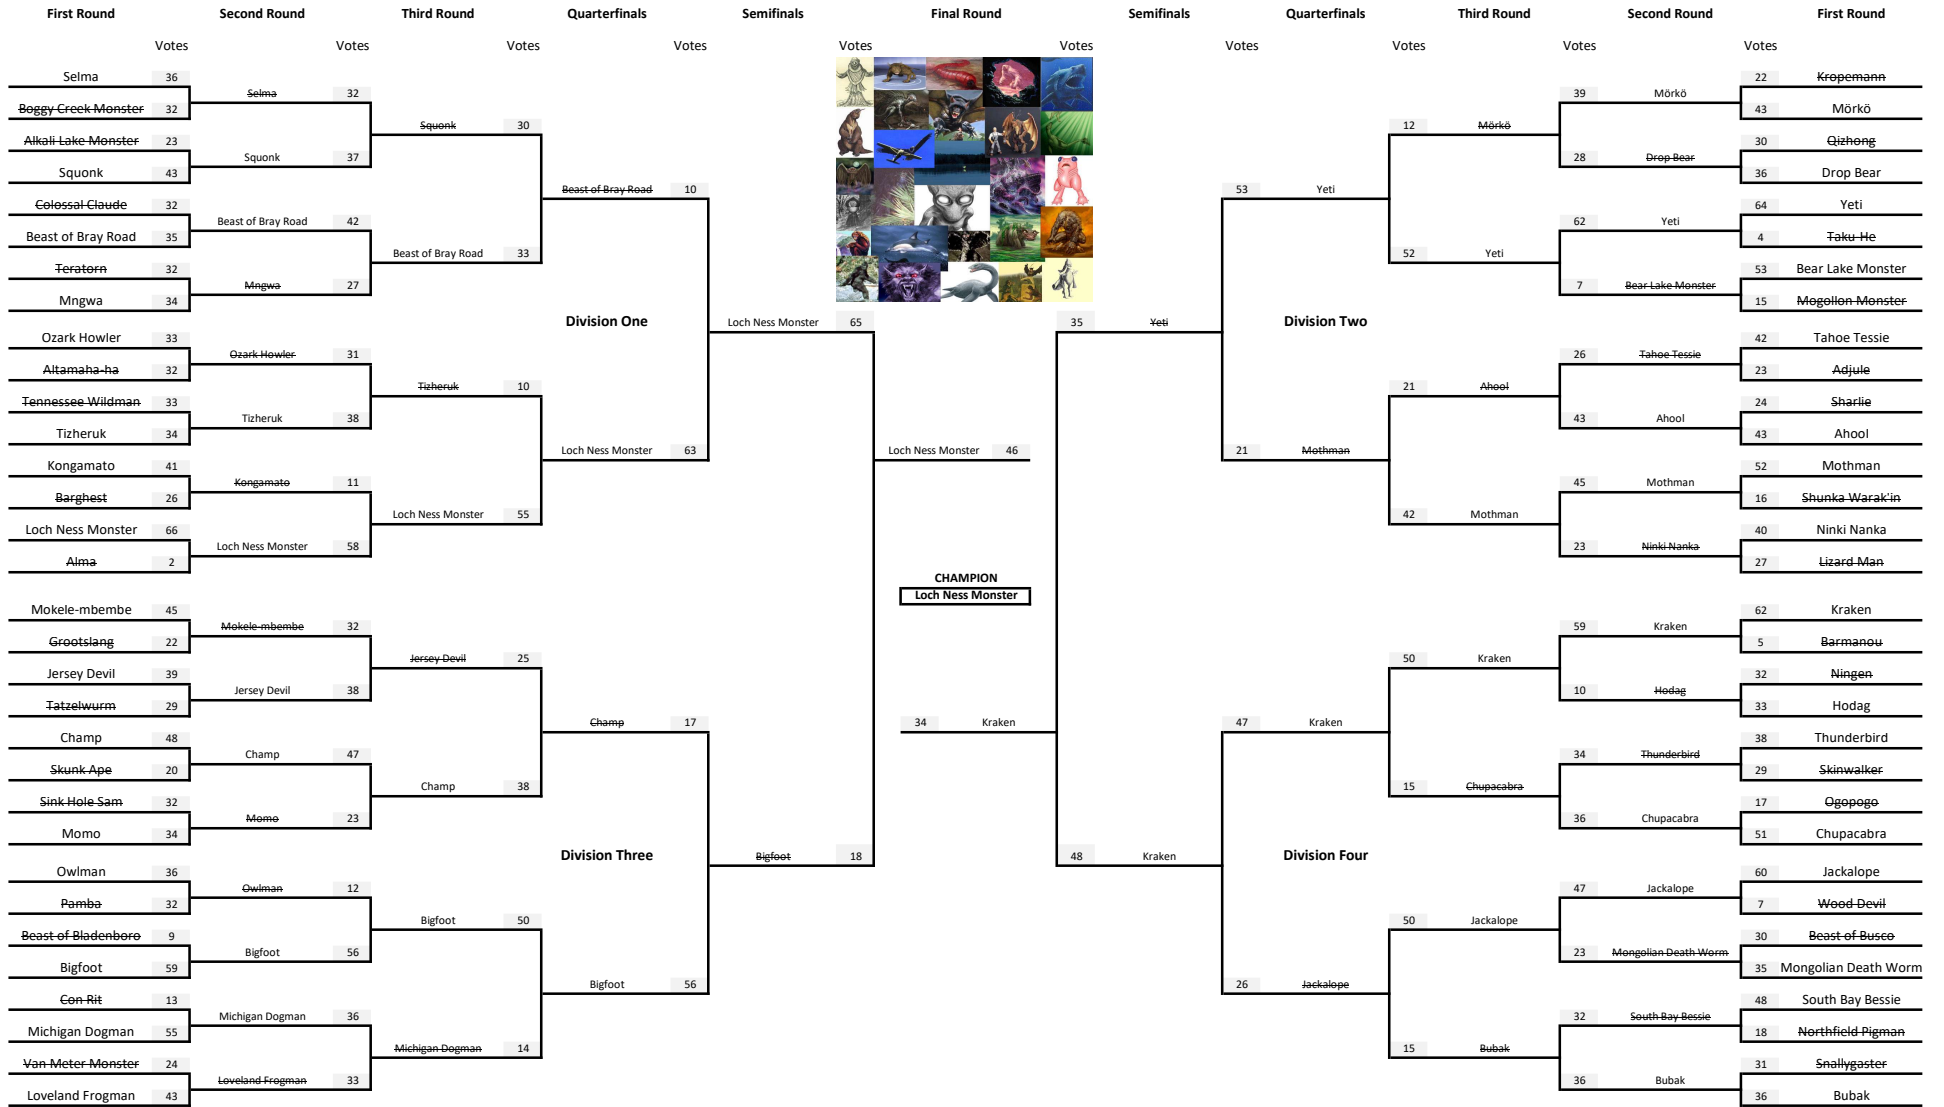 First Round Second Round Third Round Quarterfinals Semifinals Final Round Semifinals Quarterfinals Third Round Second Round First Round
Votes Votes Votes Votes Votes Votes Votes Votes Votes Votes
Selma 36 22 Kropemann
Selma 32 39 Mörkö
Boggy Creek Monster 32 43 Mörkö
Squonk 30 12 Mörkö
Alkali Lake Monster 23 30 Qizhong
Squonk 37 28 Drop Bear
Squonk 43 36 Drop Bear
Beast of Bray Road 10 53 Yeti
Colossal Claude 32 64 Yeti
Beast of Bray Road 42 62 Yeti
Beast of Bray Road 35 4 Taku-He
Beast of Bray Road 33 52 Yeti
Teratorn 32 53 Bear Lake Monster
Mngwa 27 7 Bear Lake Monster
Mngwa 34 15 Mogollon Monster
Division One Loch Ness Monster 65 35 Yeti Division Two
Ozark Howler 33 42 Tahoe Tessie
Ozark Howler 31 26 Tahoe Tessie
Altamaha-ha 32 23 Adjule
Tizheruk 10 21 Ahool
Tennessee Wildman 33 24 Sharlie
Tizheruk 38 43 Ahool
Tizheruk 34 43 Ahool
Loch Ness Monster 63 Loch Ness Monster 46 21 Mothman
Kongamato 41 52 Mothman
Kongamato 11 45 Mothman
Barghest 26 16 Shunka Warak'in
Loch Ness Monster 55 42 Mothman
Loch Ness Monster 66 40 Ninki Nanka
Loch Ness Monster 58 23 Ninki Nanka
Alma 2 27 Lizard Man
CHAMPION
Loch Ness Monster
Mokele-mbembe 45 62 Kraken
Mokele-mbembe 32 59 Kraken
Grootslang 22 5 Barmanou
Jersey Devil 25 50 Kraken
Jersey Devil 39 32 Ningen
Jersey Devil 38 10 Hodag
Tatzelwurm 29 33 Hodag
Champ 17 34 Kraken 47 Kraken
Champ 48 38 Thunderbird
Champ 47 34 Thunderbird
Skunk Ape 20 29 Skinwalker
Champ 38 15 Chupacabra
Sink Hole Sam 32 17 Ogopogo
Momo 23 36 Chupacabra
Momo 34 51 Chupacabra
Division Three Bigfoot 18 48 Kraken Division Four
Owlman 36 60 Jackalope
Owlman 12 47 Jackalope
Pamba 32 7 Wood Devil
Bigfoot 50 50 Jackalope
Beast of Bladenboro 9 30 Beast of Busco
Bigfoot 56 23 Mongolian Death Worm
Bigfoot 59 35 Mongolian Death Worm
Bigfoot 56 26 Jackalope
Con Rit 13 48 South Bay Bessie
Michigan Dogman 36 32 South Bay Bessie
Michigan Dogman 55 18 Northfield Pigman
Michigan Dogman 14 15 Bubak
Van Meter Monster 24 31 Snallygaster
Loveland Frogman 33 36 Bubak
Loveland Frogman 43 36 Bubak